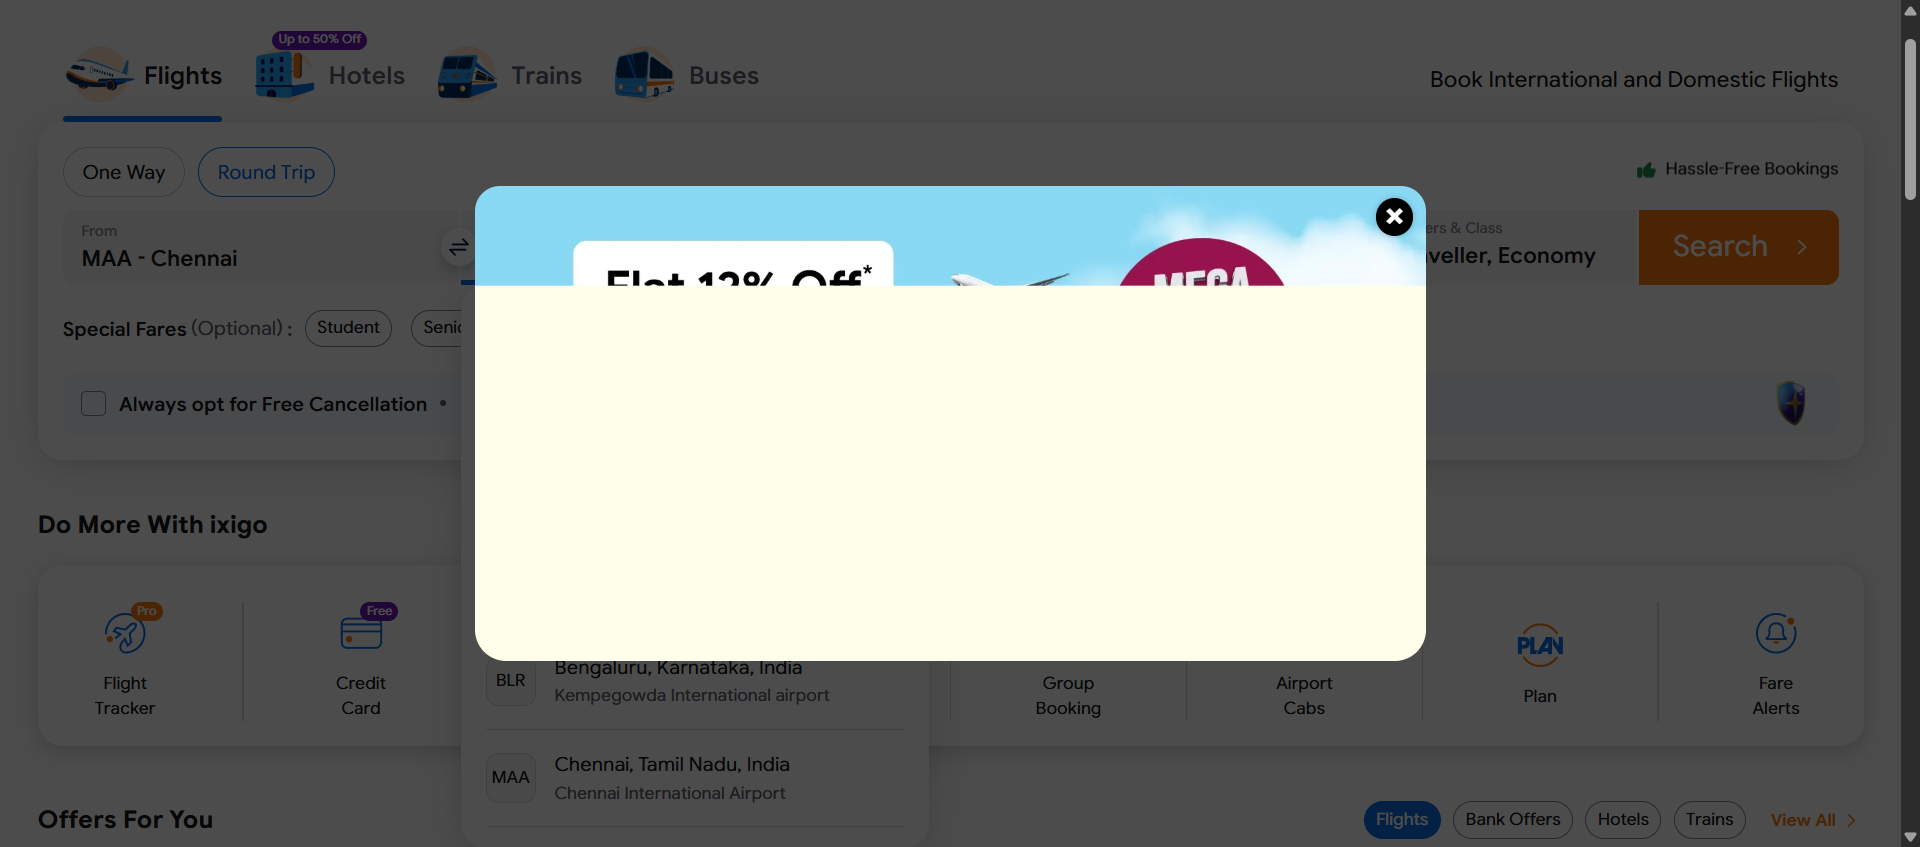 Up to 50% Off
Flights
Hotels
Trains
Buses
Book International and Domestic Flights
One Way
Round Trip
Hassle-Free Bookings
From
MAA - Chennai
ers & Class
veller, Economy
Search
Flat 12% Off*
MEGA
Special Fares (Optional) :
Student
Senic
Always opt for Free Cancellation •
Do More With ixigo
Pro
Flight
Tracker
Free
Credit
Card
Bengaluru, Karnataka, India
BLR
Kempegowda International airport
Group
Booking
Airport
Cabs
PLAN
Plan
Fare
Alerts
Chennai, Tamil Nadu, India
MAA
Chennai International Airport
Offers For You
Flights
Bank Offers
Hotels
Trains
View All